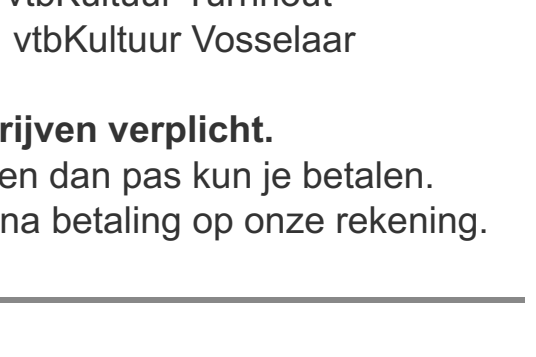 vtbKultuur Turnhout
vtbKultuur Vosselaar
rijven verplicht.
en dan pas kun je betalen.
na betaling op onze rekening.